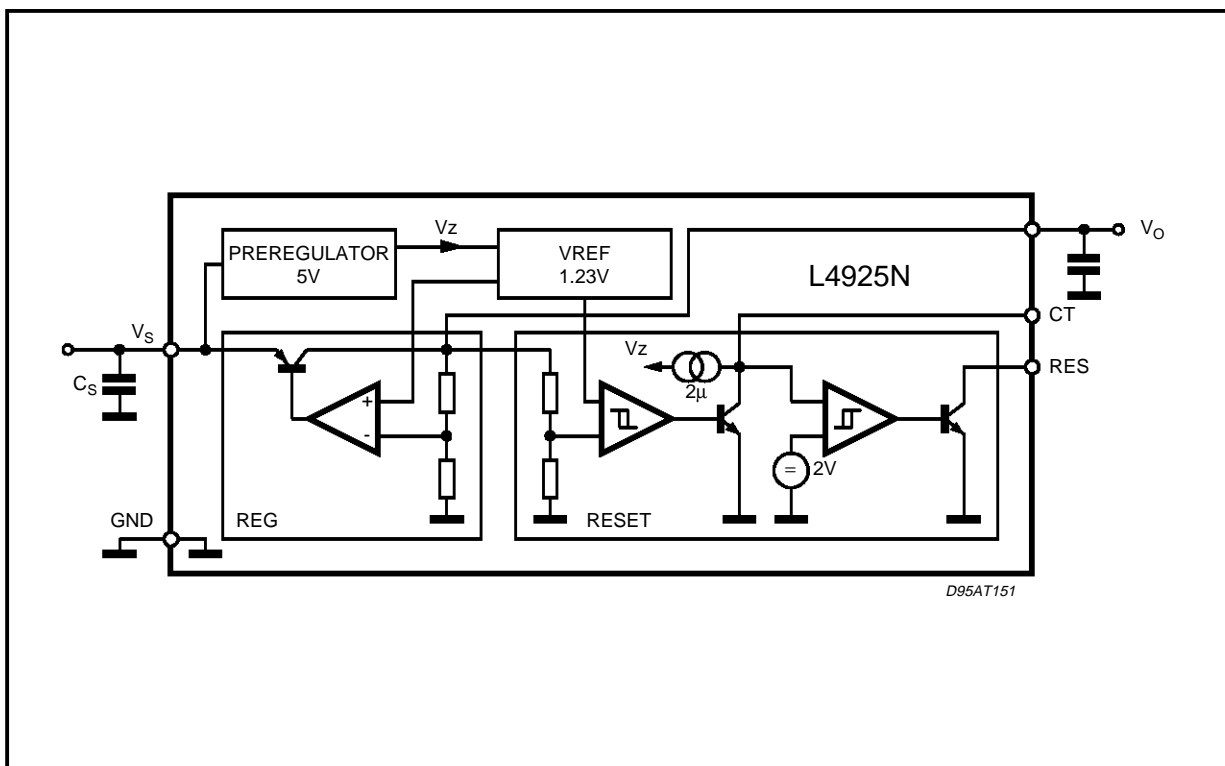 Vz
PREREGULATOR
5V
VREF
1.23V
L4925N
VO
CT
VS
CS
+
-
Vz
2μ
RES
=
2V
GND
REG
RESET
D95AT151